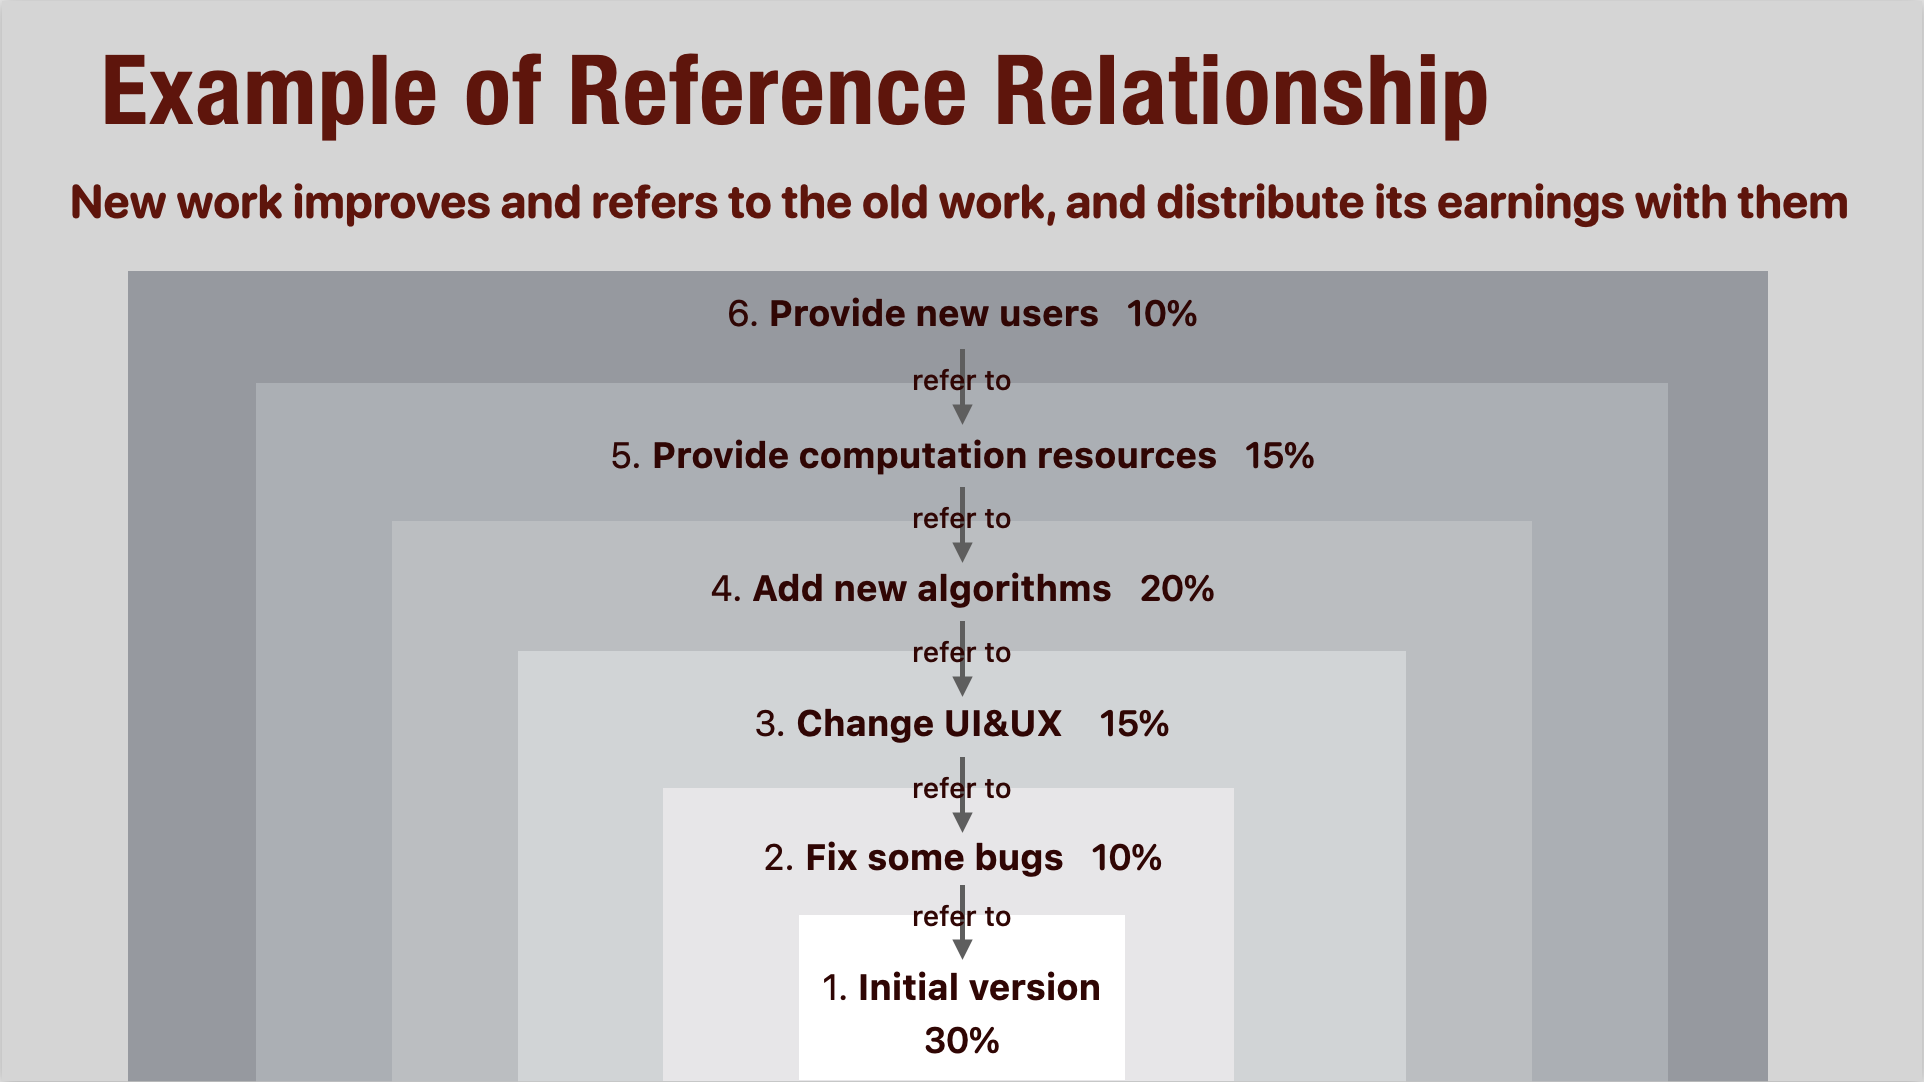 Example of Reference Relationship
New work improves and refers to the old work, and distribute its earnings with them
6. Provide new users 10%
refer to
5. Provide computation resources 15%
refer to
4. Add new algorithms 20%
refer to
3. Change UI&UX 15%
refer to
2. Fix some bugs 10%
refer to
1. Initial version
30%